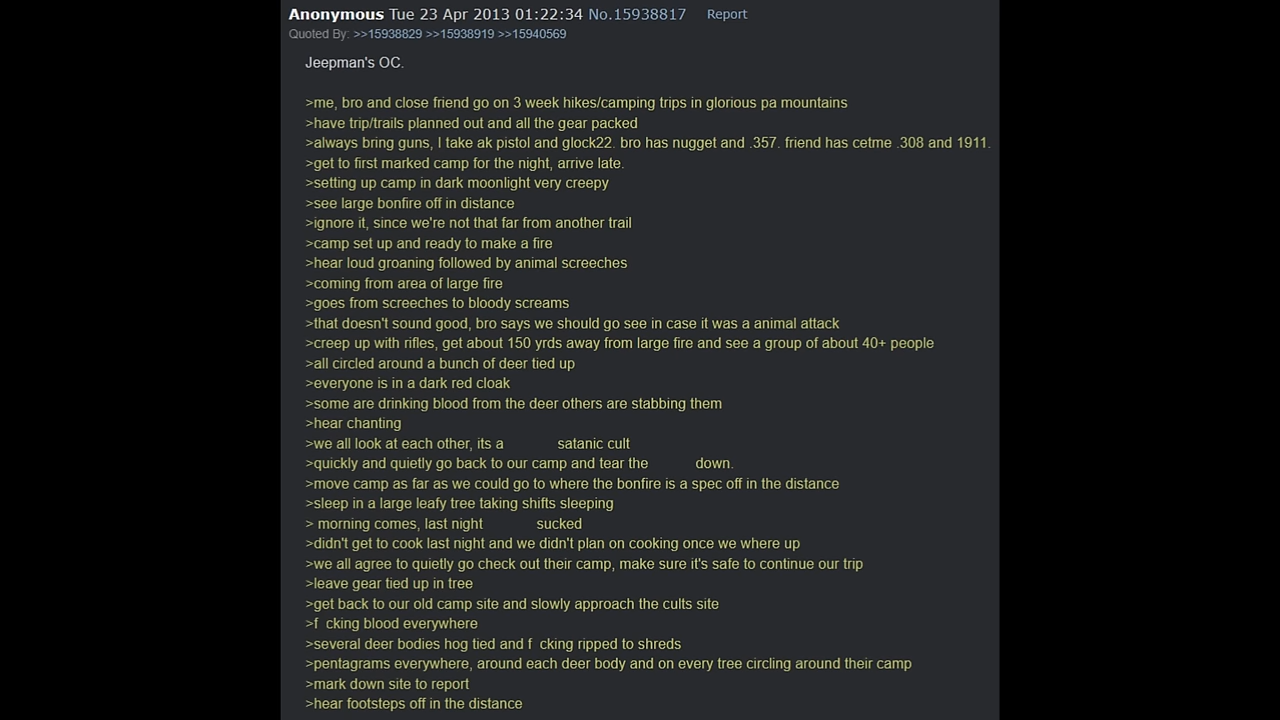 Anonymous Tue 23 Apr 2013 01:22:34 No.15938817 Report
Quoted By: >>15938829 >>15938919 >>15940569
Jeepman's OC.
>me, bro and close friend go on 3 week hikes/camping trips in glorious pa mountains
>have trip/trails planned out and all the gear packed
>always bring guns, I take ak pistol and glock22. bro has nugget and .357. friend has cetme .308 and 1911.
>get to first marked camp for the night, arrive late.
>setting up camp in dark moonlight very creepy
>see large bonfire off in distance
>ignore it, since we're not that far from another trail
>camp set up and ready to make a fire
>hear loud groaning followed by animal screeches
>coming from area of large fire
>goes from screeches to bloody screams
>that doesn't sound good, bro says we should go see in case it was a animal attack
>creep up with rifles, get about 150 yrds away from large fire and see a group of about 40+ people
>all circled around a bunch of deer tied up
>everyone is in a dark red cloak
>some are drinking blood from the deer others are stabbing them
>hear chanting
>we all look at each other, its a satanic cult
>quickly and quietly go back to our camp and tear the down.
>move camp as far as we could go to where the bonfire is a spec off in the distance
>sleep in a large leafy tree taking shifts sleeping
> morning comes, last night sucked
>didn't get to cook last night and we didn't plan on cooking once we where up
>we all agree to quietly go check out their camp, make sure it's safe to continue our trip
>leave gear tied up in tree
>get back to our old camp site and slowly approach the cults site
>f cking blood everywhere
>several deer bodies hog tied and f cking ripped to shreds
>pentagrams everywhere, around each deer body and on every tree circling around their camp
>mark down site to report
>hear footsteps off in the distance